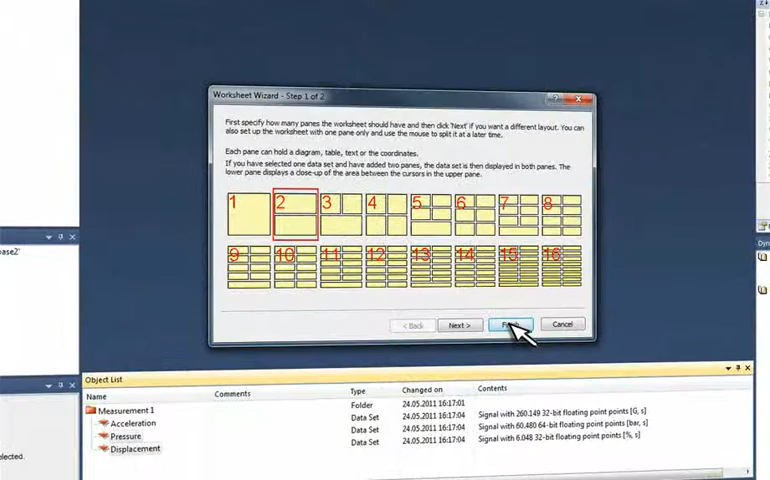 Worksheet Wizard - Step 1 of 2
First specify how many panes the worksheet should have and then click 'Next' if you want a different layout. You can
also set up the worksheet with one pane only and use the mouse to split it at a later time.
Each pane can hold a diagram, table, text or the coordinates.
If you have selected one data set and have added two panes, the data set is then displayed in both panes. The
lower pane displays a close-up of the area between the cursors in the upper pane.
1 2 3 4 5 6 7 8
9 10 11 12 13 14 15 16
base2'
< Back Next > Cancel
Object List
Name Comments Type Changed on Contents
Measurement 1 Folder 24.05.2011 16:17:01
Acceleration Data Set 24.05.2011 16:17:04 Signal with 260.149 32-bit floating point points [G, s]
Pressure Data Set 24.05.2011 16:17:04 Signal with 60.480 64-bit floating point points [bar, s]
Displacement Data Set 24.05.2011 16:17:04 Signal with 6.048 32-bit floating point points [%, s]
elected.
Dyn